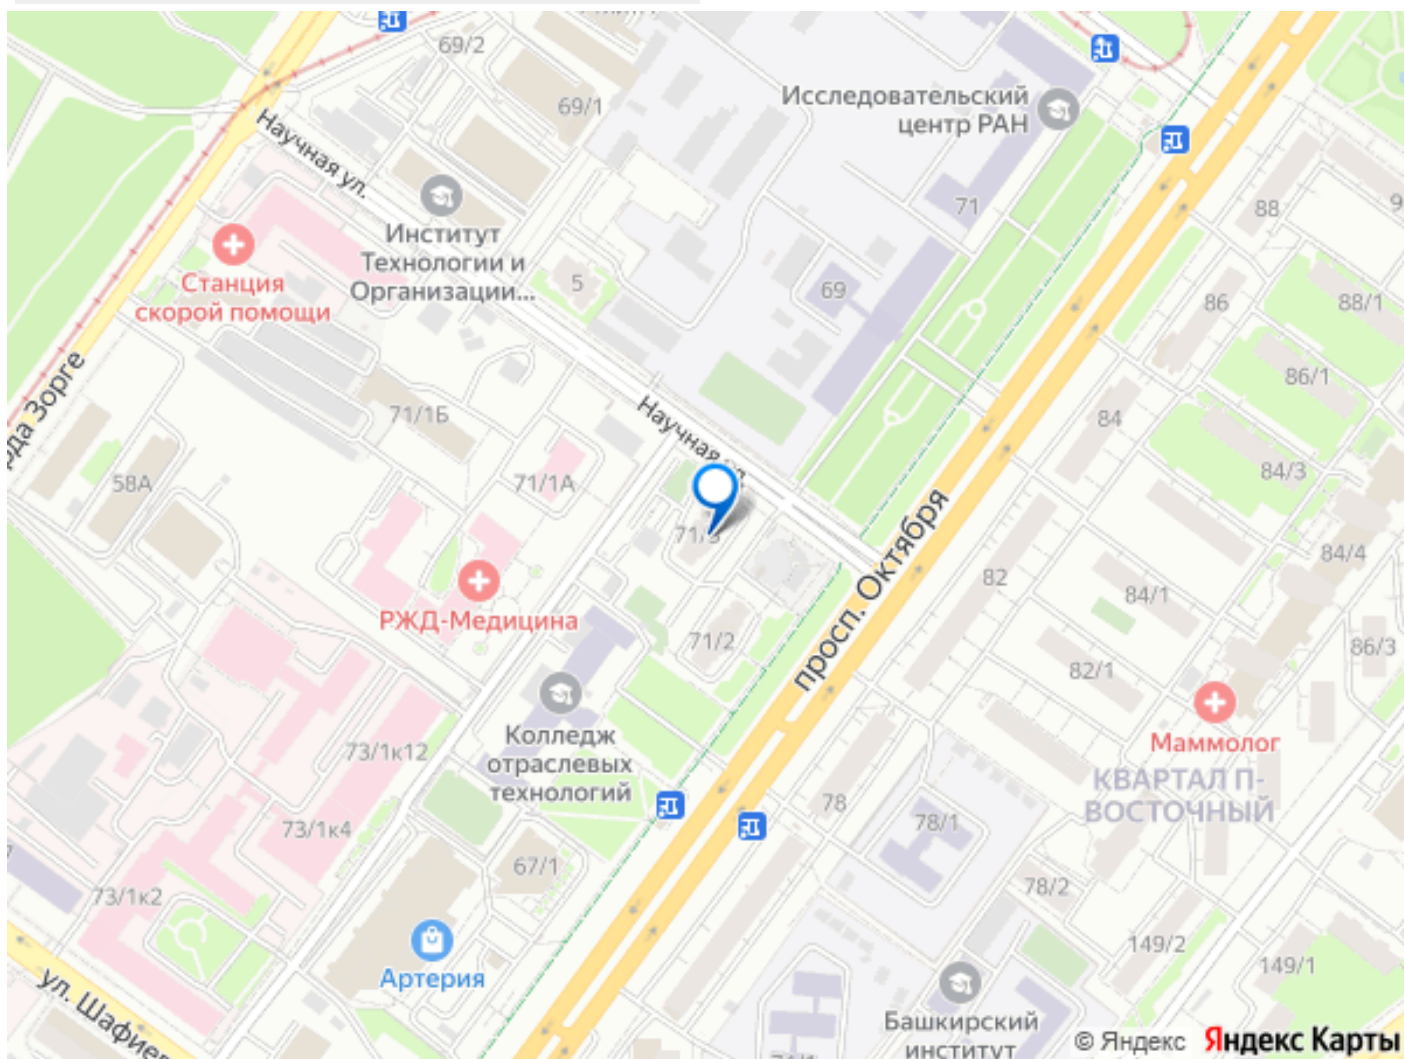 69/2
69/1
Научная ул.
Исследовательский
центр РАН
71
88
Институт
Технологии и
Организации...
Станция
скорой помощи
5
69
86
88/1
86/1
рда Зорге
71/1Б
Научная ул.
84
84/3
58А
71/1А
71/3
просп. Октября
84/4
82
84/1
РЖД-Медицина
71/2
82/1
86/3
Колледж
отраслевых
технологий
73/1к12
Маммолог
КВАРТАЛ П-
ВОСТОЧНЫЙ
78
78/1
73/1к4
67/1
73/1к2
78/2
Артерия
149/2
149/1
ул. Шафиев
Башкирский
институт
© Яндекс Яндекс Карты